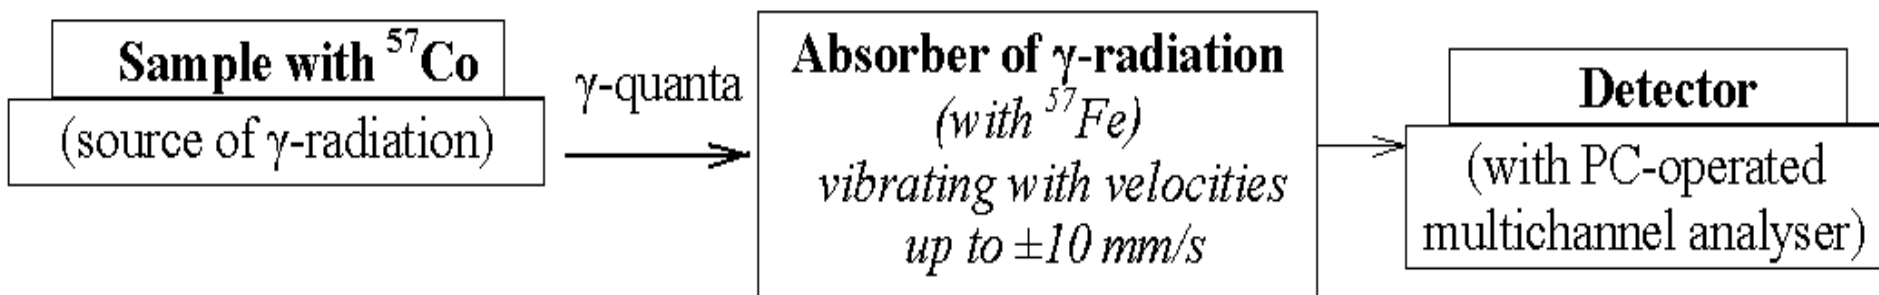 Sample with ⁵⁷Co
(source of γ-radiation)
γ-quanta
Absorber of γ-radiation
(with ⁵⁷Fe)
vibrating with velocities
up to ±10 mm/s
Detector
(with PC-operated
multichannel analyser)